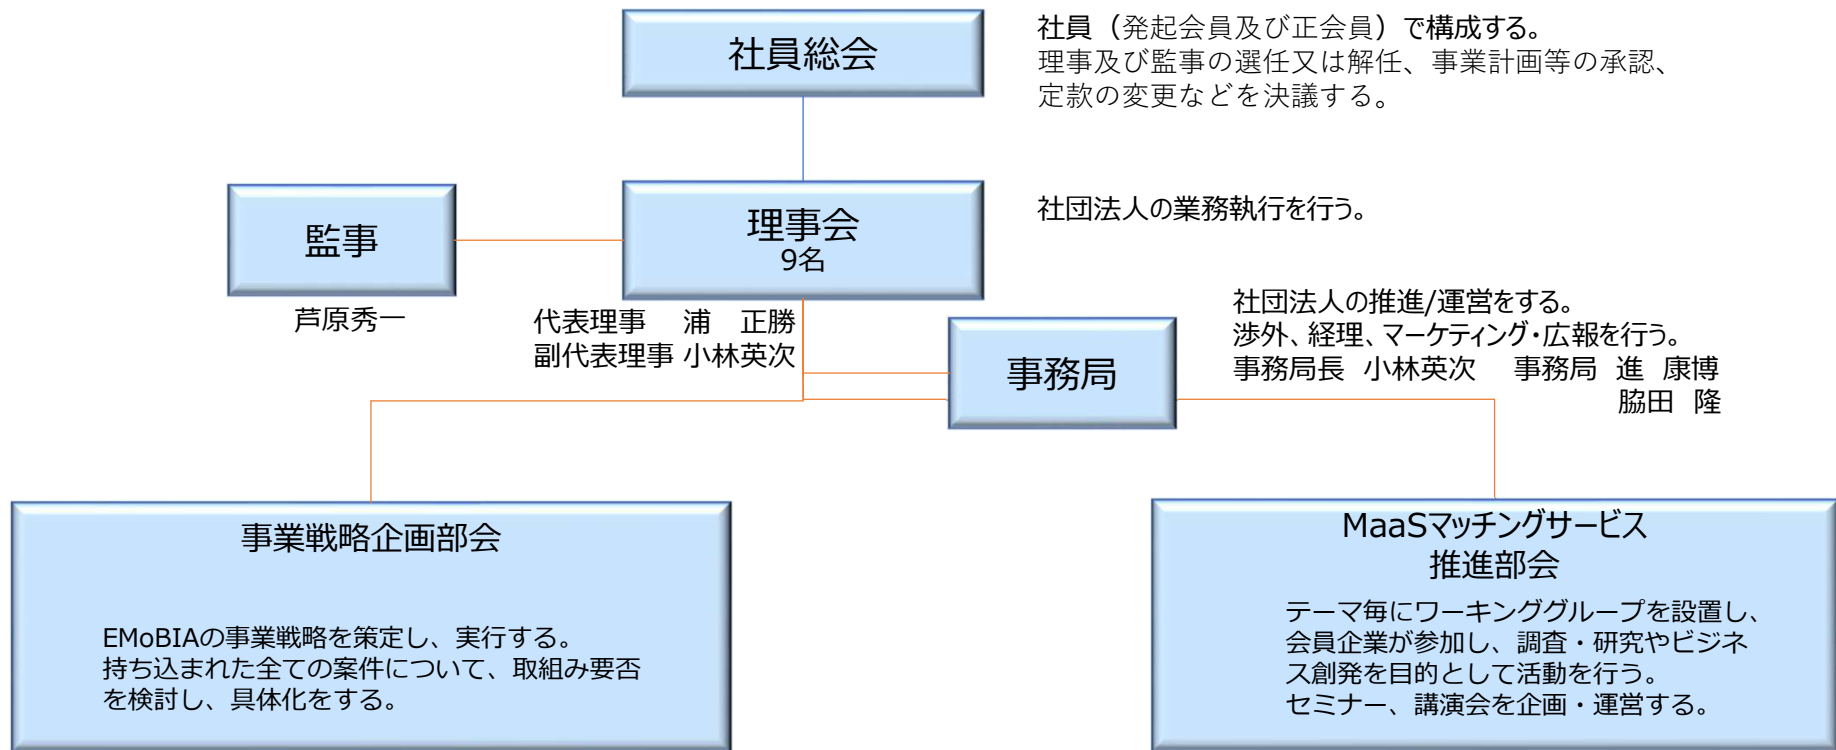 社員総会
社員（発起会員及び正会員）で構成する。
理事及び監事の選任又は解任、事業計画等の承認、
定款の変更などを決議する。
監事
芦原秀一
理事会
9名
社団法人の業務執行を行う。
代表理事 浦 正勝
副代表理事 小林英次
事務局
社団法人の推進/運営をする。
渉外、経理、マーケティング・広報を行う。
事務局長 小林英次 事務局 進 康博
脇田 隆
事業戦略企画部会
EMoBIAの事業戦略を策定し、実行する。
持ち込まれた全ての案件について、取組み要否
を検討し、具体化をする。
MaaSマッチングサービス
推進部会
テーマ毎にワーキンググループを設置し、
会員企業が参加し、調査・研究やビジネ
ス創発を目的として活動を行う。
セミナー、講演会を企画・運営する。